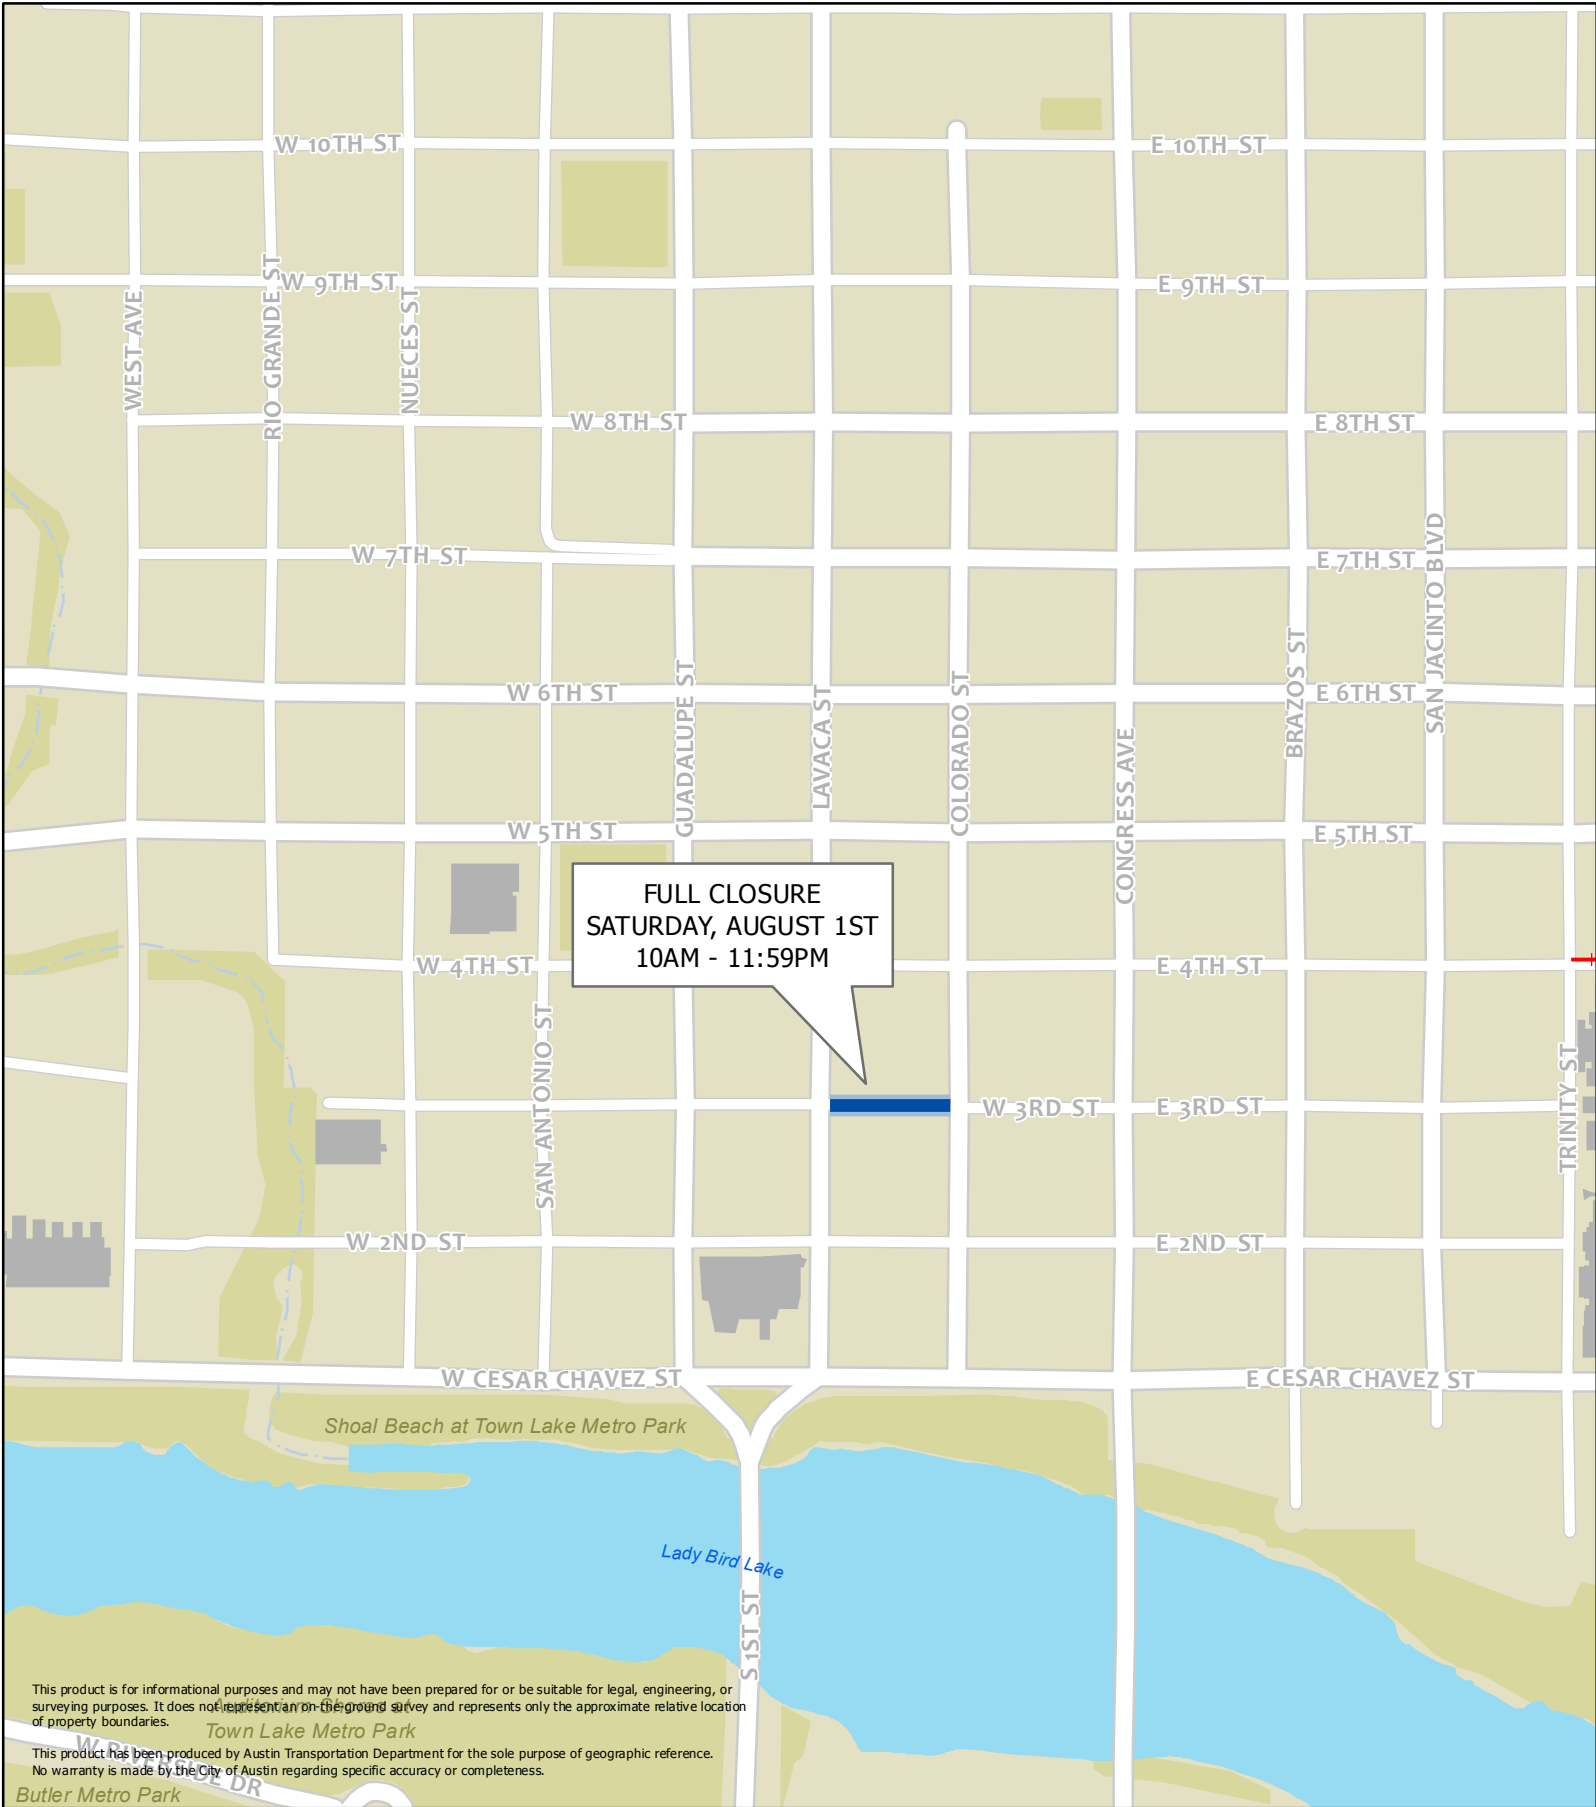 W 10TH ST
E 10TH ST
W 9TH ST
E 9TH ST
WEST AVE
RIO GRANDE ST
NUECES ST
W 8TH ST
E 8TH ST
W 7TH ST
E 7TH ST
SAN JACINTO BLVD
W 6TH ST
E 6TH ST
GUADALUPE ST
LAVACA ST
COLORADO ST
BRAZOS ST
CONGRESS AVE
W 5TH ST
E 5TH ST
FULL CLOSURE
SATURDAY, AUGUST 1ST
10AM - 11:59PM
W 4TH ST
E 4TH ST
SAN ANTONIO ST
W 3RD ST
E 3RD ST
TRINITY ST
W 2ND ST
E 2ND ST
W CESAR CHAVEZ ST
E CESAR CHAVEZ ST
Shoal Beach at Town Lake Metro Park
Lady Bird Lake
S 1ST ST
This product is for informational purposes and may not have been prepared for or be suitable for legal, engineering, or
surveying purposes. It does not represent an on-the-ground survey and represents only the approximate relative location
of property boundaries.
Auditorium Shores at
Town Lake Metro Park
This product has been produced by Austin Transportation Department for the sole purpose of geographic reference.
No warranty is made by the City of Austin regarding specific accuracy or completeness.
W RIVERSIDE DR
Butler Metro Park